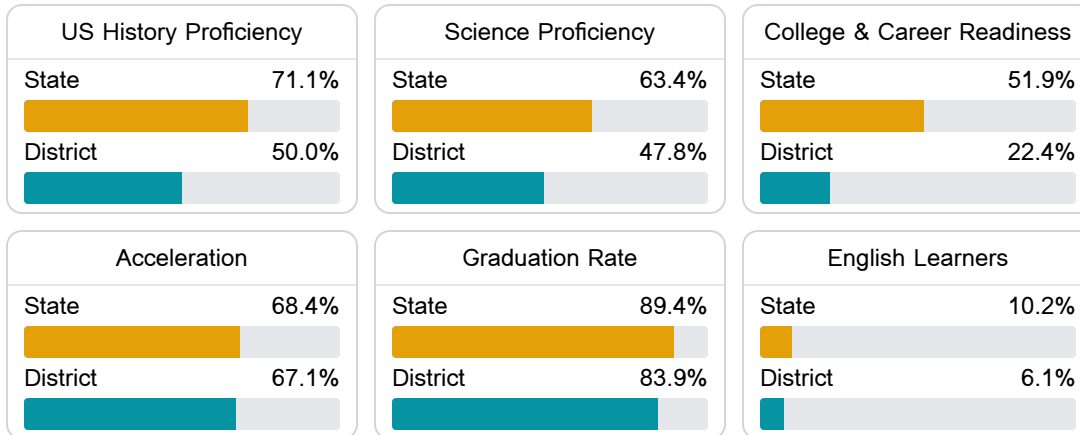 US History Proficiency
State 71.1%
District 50.0%
Science Proficiency
State 63.4%
District 47.8%
College & Career Readiness
State 51.9%
District 22.4%
Acceleration
State 68.4%
District 67.1%
Graduation Rate
State 89.4%
District 83.9%
English Learners
State 10.2%
District 6.1%